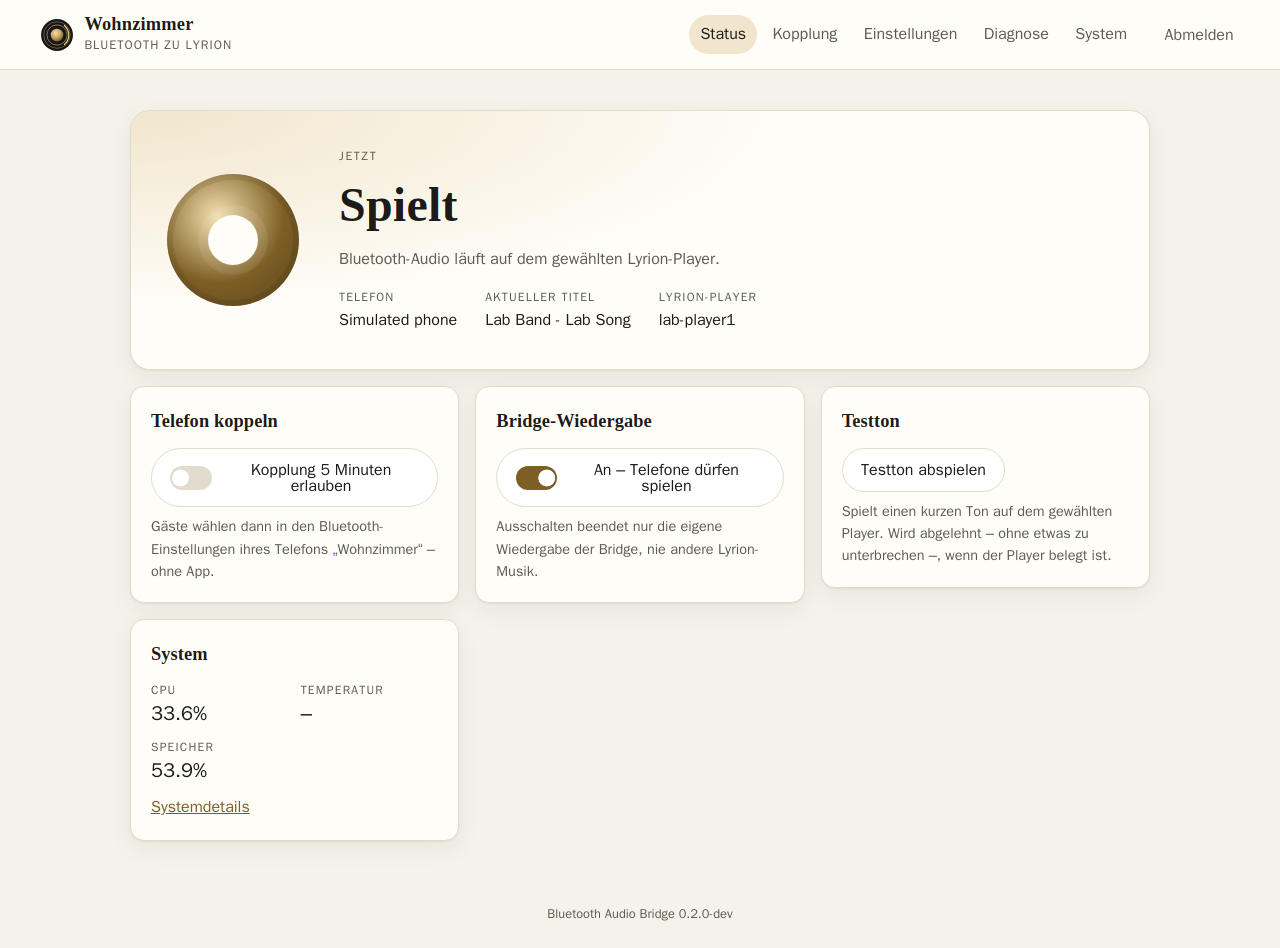 Wohnzimmer
BLUETOOTH ZU LYRION
Status
Kopplung
Einstellungen
Diagnose
System
Abmelden
JETZT
Spielt
Bluetooth-Audio läuft auf dem gewählten Lyrion-Player.
TELEFON
Simulated phone
AKTUELLER TITEL
Lab Band - Lab Song
LYRION-PLAYER
lab-player1
Telefon koppeln
Kopplung 5 Minuten
erlauben
Gäste wählen dann in den Bluetooth-
Einstellungen ihres Telefons „Wohnzimmer“ –
ohne App.
Bridge-Wiedergabe
An – Telefone dürfen
spielen
Ausschalten beendet nur die eigene
Wiedergabe der Bridge, nie andere Lyrion-
Musik.
Testton
Testton abspielen
Spielt einen kurzen Ton auf dem gewählten
Player. Wird abgelehnt – ohne etwas zu
unterbrechen –, wenn der Player belegt ist.
System
CPU
33.6%
TEMPERATUR
–
SPEICHER
53.9%
Systemdetails
Bluetooth Audio Bridge 0.2.0-dev